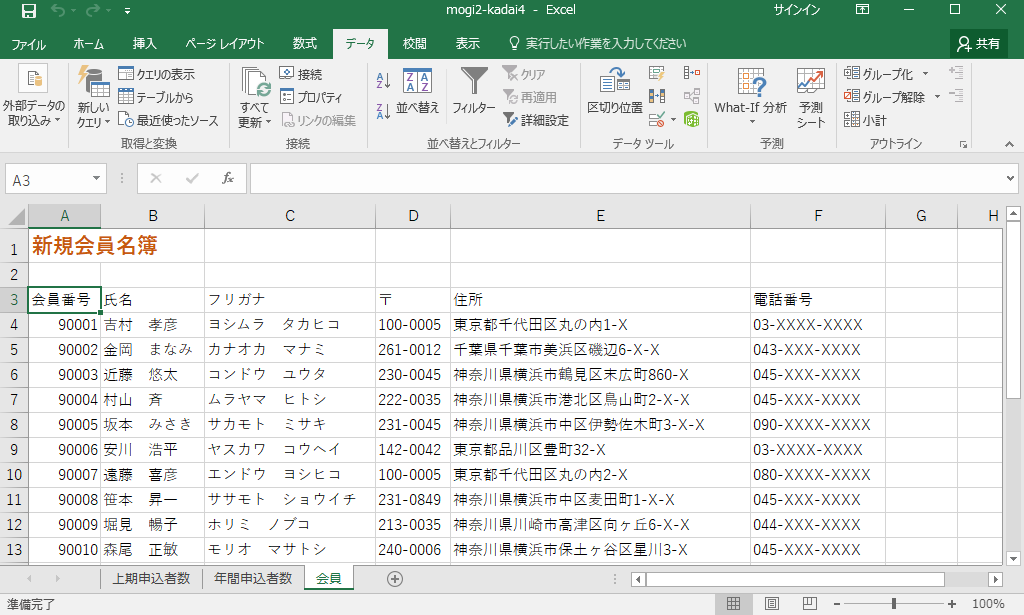 mogi2-kadai4 - Excel サインイン
ファイル ホーム 挿入 ページ レイアウト 数式 データ 校閲 表示 実行したい作業を入力してください 共有
外部データの取り込み 新しいクエリ クエリの表示 テーブルから 最近使ったソース すべて更新 接続 プロパティ リンクの編集 並べ替え フィルター クリア 再適用 詳細設定 区切り位置 What-If 分析 予測シート グループ化 グループ解除 小計
取得と変換 接続 並べ替えとフィルター データ ツール 予測 アウトライン
A3 fx
A B C D E F G H
1 新規会員名簿
2
3 会員番号 氏名 フリガナ 〒 住所 電話番号
4 90001 吉村 孝彦 ヨシムラ タカヒコ 100-0005 東京都千代田区丸の内1-X 03-XXXX-XXXX
5 90002 金岡 まなみ カナオカ マナミ 261-0012 千葉県千葉市美浜区磯辺6-X-X 043-XXX-XXXX
6 90003 近藤 悠太 コンドウ ユウタ 230-0045 神奈川県横浜市鶴見区末広町860-X 045-XXX-XXXX
7 90004 村山 斉 ムラヤマ ヒトシ 222-0035 神奈川県横浜市港北区鳥山町2-X-X 045-XXX-XXXX
8 90005 坂本 みさき サカモト ミサキ 231-0045 神奈川県横浜市中区伊勢佐木町3-X-X 090-XXXX-XXXX
9 90006 安川 浩平 ヤスカワ コウヘイ 142-0042 東京都品川区豊町32-X 03-XXXX-XXXX
10 90007 遠藤 喜彦 エンドウ ヨシヒコ 100-0005 東京都千代田区丸の内2-X 080-XXXX-XXXX
11 90008 笹本 昇一 ササモト ショウイチ 231-0849 神奈川県横浜市中区麦田町1-X-X 045-XXX-XXXX
12 90009 堀見 暢子 ホリミ ノブコ 213-0035 神奈川県川崎市高津区向ヶ丘6-X-X 044-XXX-XXXX
13 90010 森尾 正敏 モリオ マサトシ 240-0006 神奈川県横浜市保土ヶ谷区星川3-X 045-XXX-XXXX
上期申込者数 年間申込者数 会員
準備完了 100%